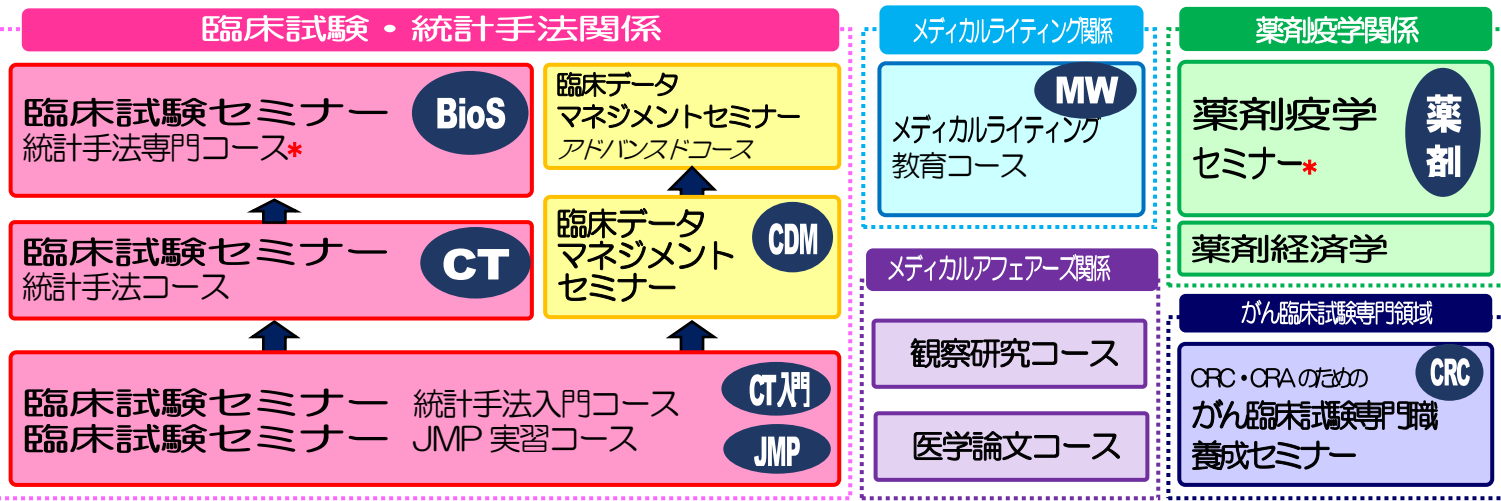 臨床試験・統計手法関係
臨床試験セミナー
統計手法専門コース*
BioS
臨床データ
マネジメントセミナー
アドバンスドコース
臨床試験セミナー
統計手法コース
CT
臨床データ
マネジメント
セミナー
CDM
臨床試験セミナー 統計手法入門コース
CT入門
臨床試験セミナー JMP実習コース
JMP
メディカルライティング関係
MW
メディカルライティング
教育コース
メディカルアフェアーズ関係
観察研究コース
医学論文コース
薬剤疫学関係
薬剤疫学
セミナー*
薬
剤
薬剤経済学
がん臨床試験専門領域
CRC・CRAのための
がん臨床試験専門職
養成セミナー
CRC